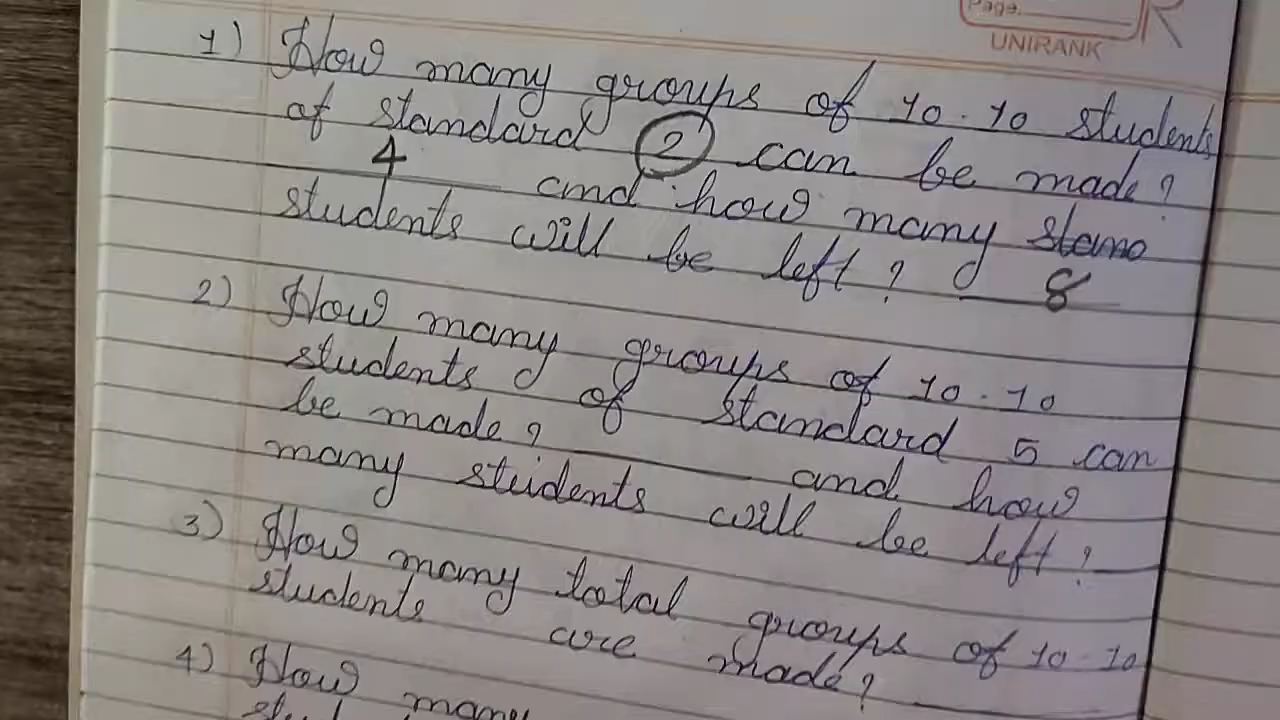 Page.
UNIRANK
1) How many groups of 10.10 students
of standard 2 can be made?
4 and how many stano
students will be left? 8
2) How many groups of 10.10
students of standard 5 can
be made? and how
many students will be left?
3) How many total groups of 10.10
students are made?
4) How many